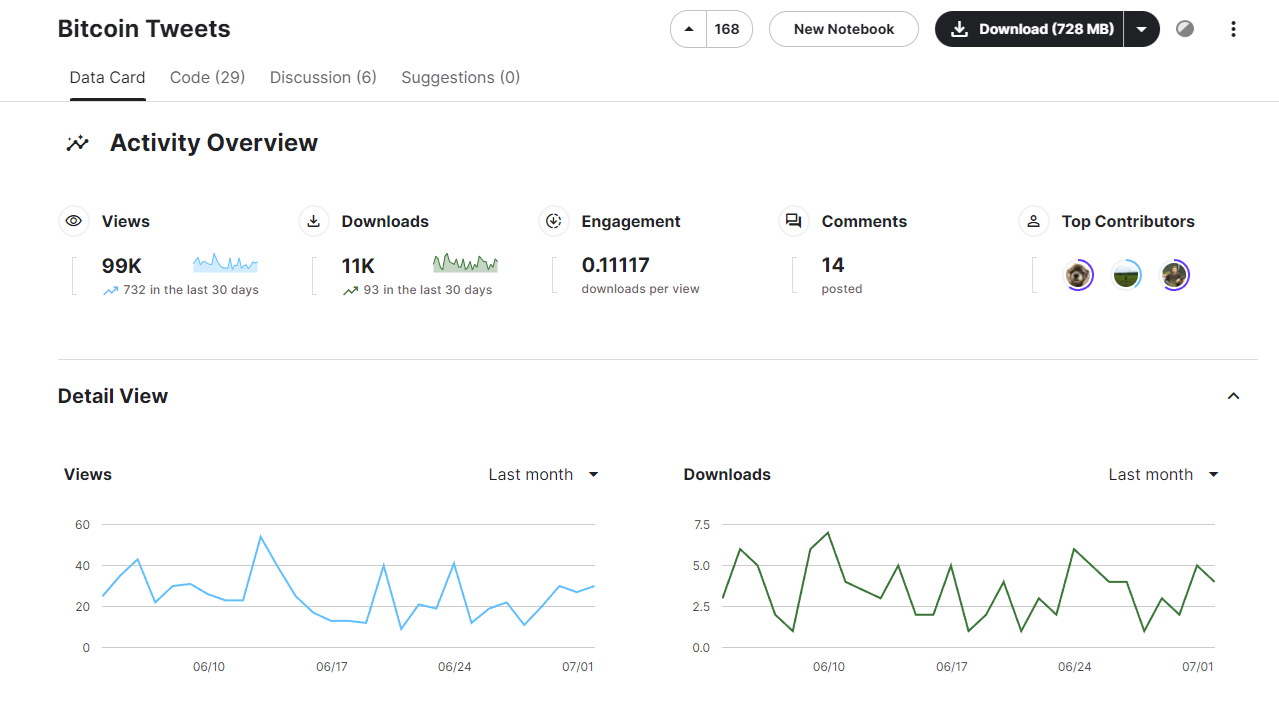 Bitcoin Tweets
168
New Notebook
Download (728 MB)
Data Card
Code (29)
Discussion (6)
Suggestions (0)
Activity Overview
Views
99K
732 in the last 30 days
Downloads
11K
93 in the last 30 days
Engagement
0.11117
downloads per view
Comments
14
posted
Top Contributors
Detail View
Views
Last month
60
40
20
0
06/10
06/17
06/24
07/01
Downloads
Last month
7.5
5.0
2.5
0.0
06/10
06/17
06/24
07/01